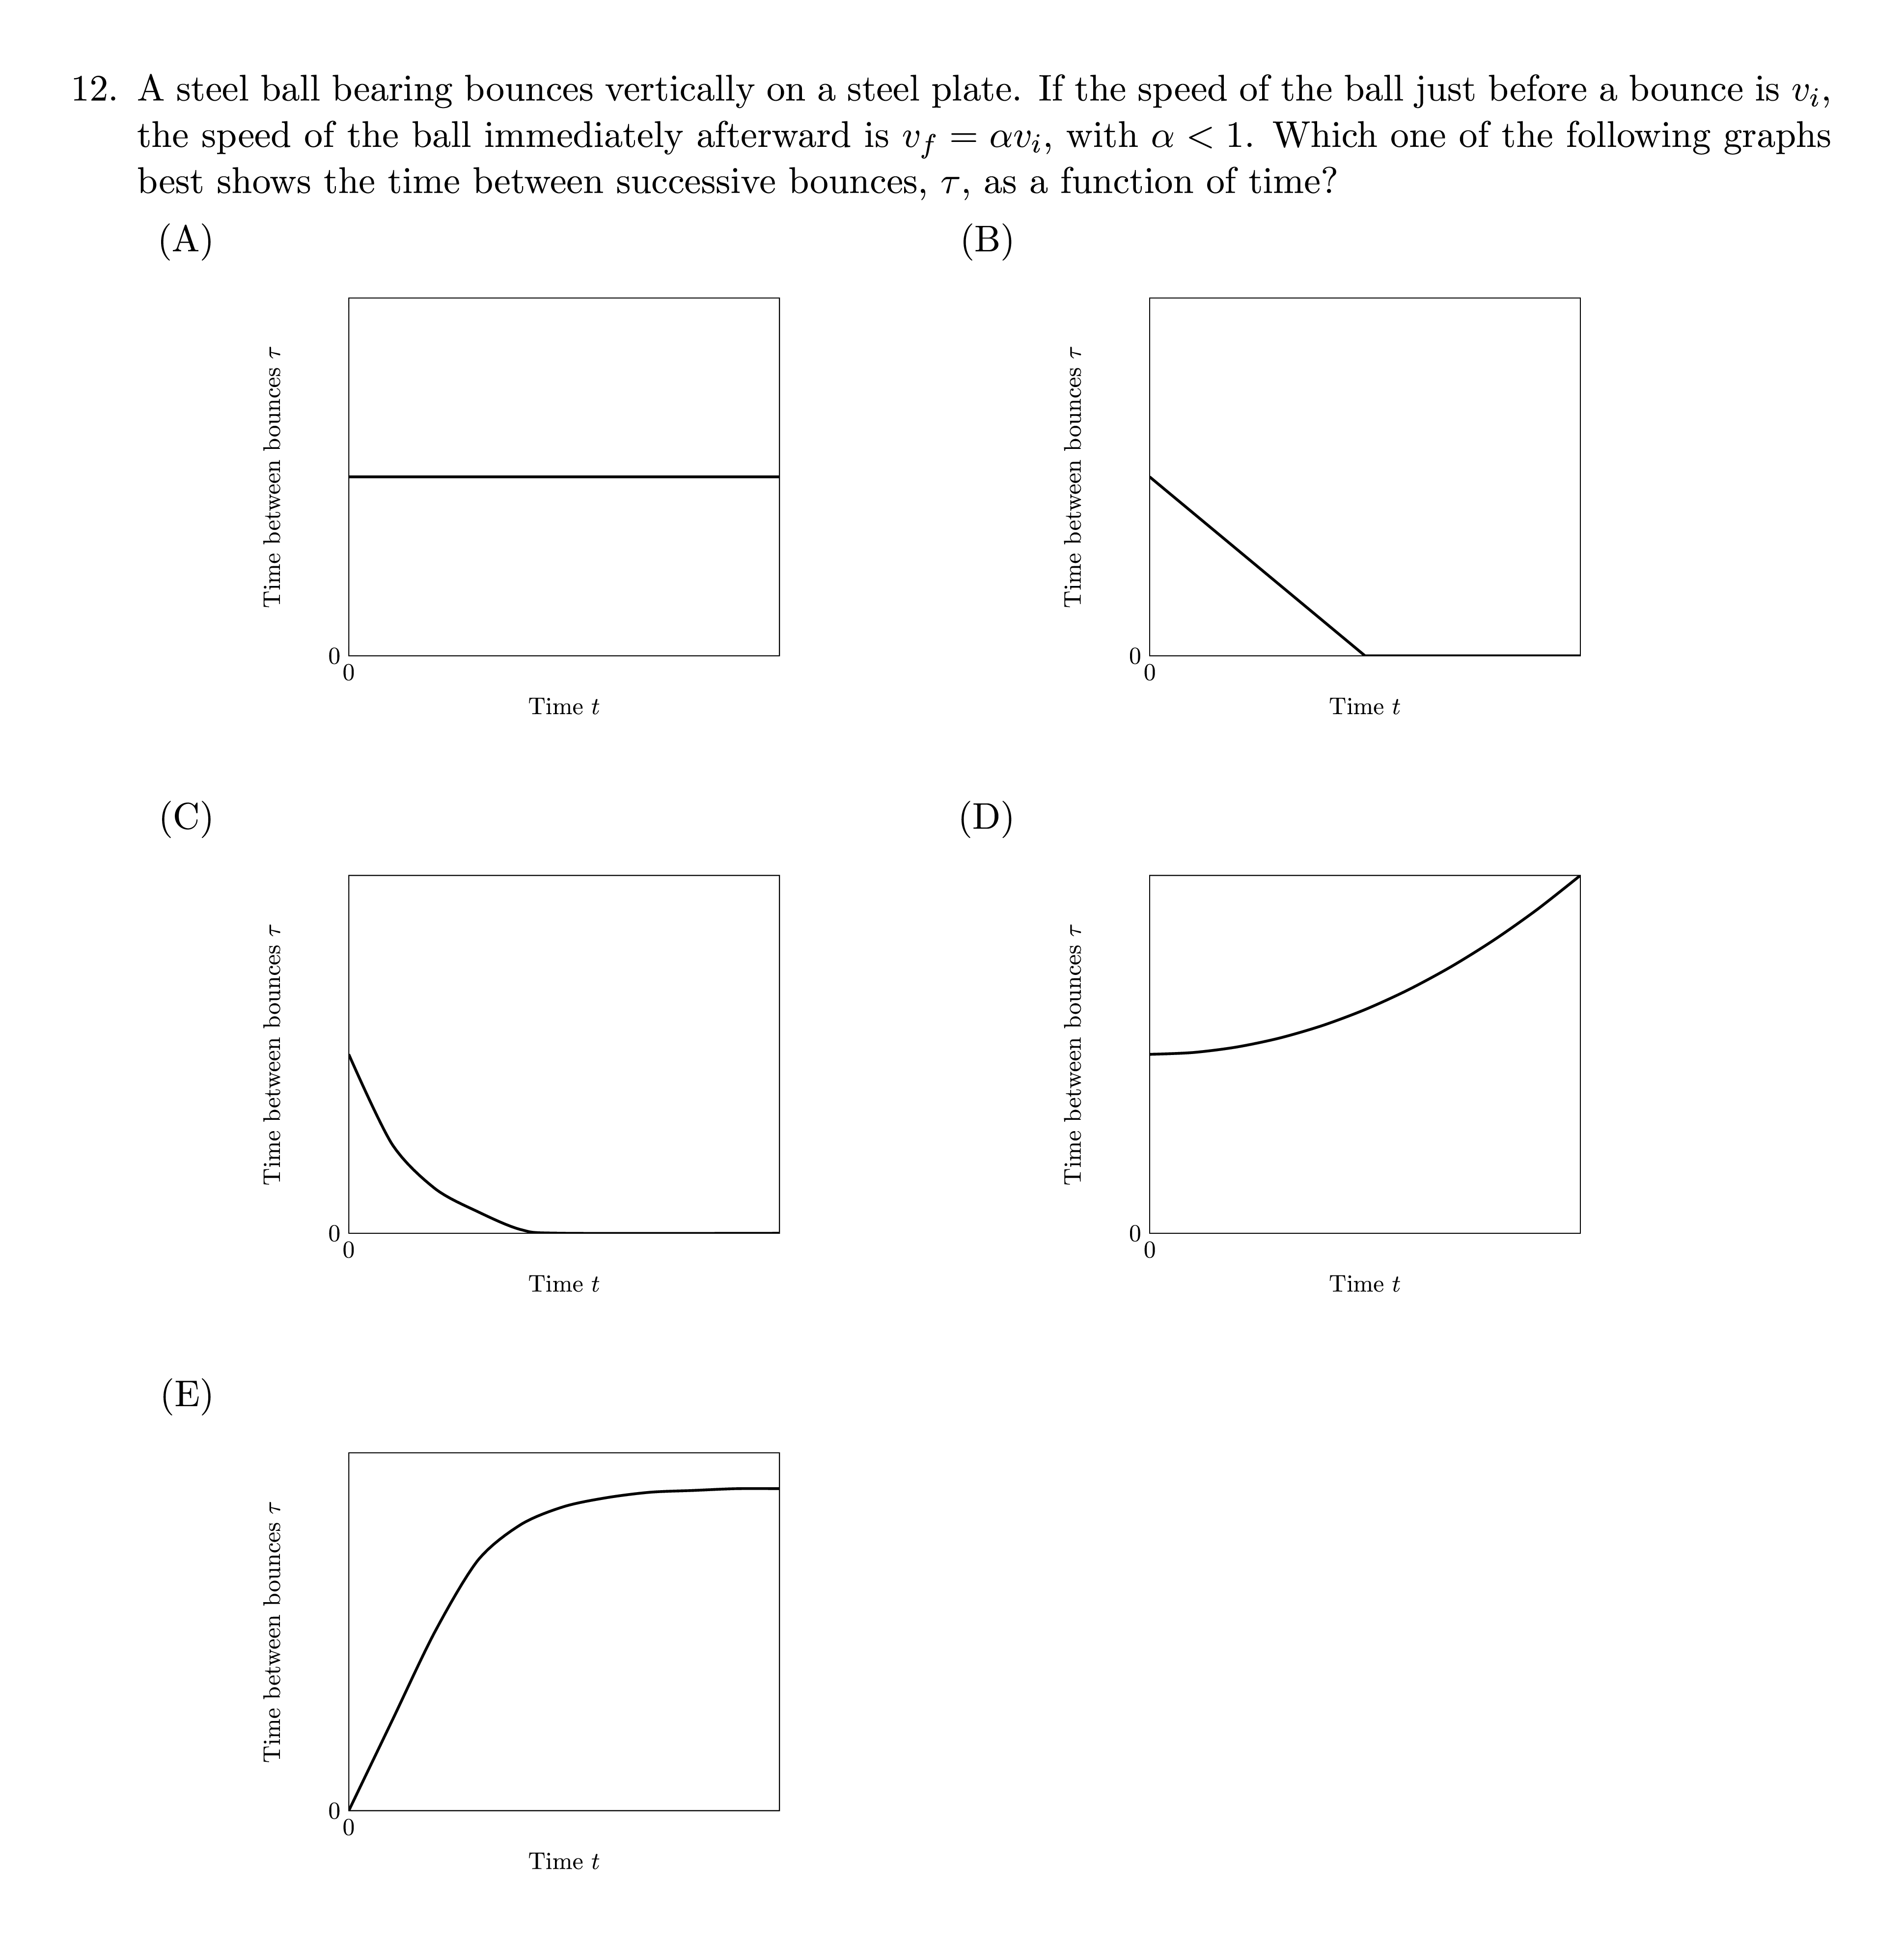 12. A steel ball bearing bounces vertically on a steel plate. If the speed of the ball just before a bounce is $v_i$,
the speed of the ball immediately afterward is $v_f = \alpha v_i$, with $\alpha < 1$. Which one of the following graphs
best shows the time between successive bounces, $\tau$, as a function of time?
(A)
Time between bounces $\tau$
0
0
Time $t$
(B)
Time between bounces $\tau$
0
0
Time $t$
(C)
Time between bounces $\tau$
0
0
Time $t$
(D)
Time between bounces $\tau$
0
0
Time $t$
(E)
Time between bounces $\tau$
0
0
Time $t$